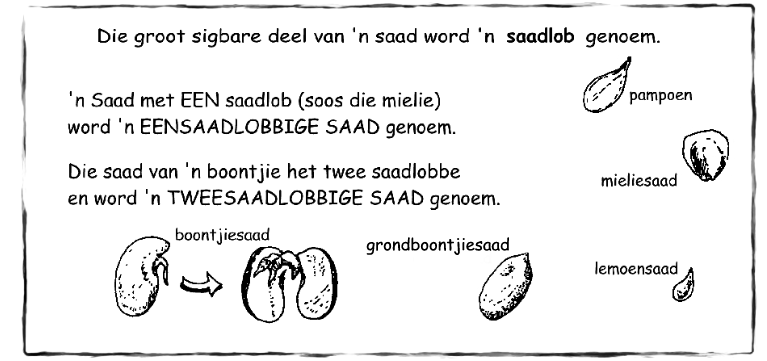 Die groot sigbare deel van 'n saad word 'n saadlob genoem.
pampoen
'n Saad met EEN saadlob (soos die mielie)
word 'n EENSAADLOBBIGE SAAD genoem.
mieliesaad
Die saad van 'n boontjie het twee saadlobbe
en word 'n TWEESAADLOBBIGE SAAD genoem.
boontjiesaad
grondboontjiesaad
lemoensaad